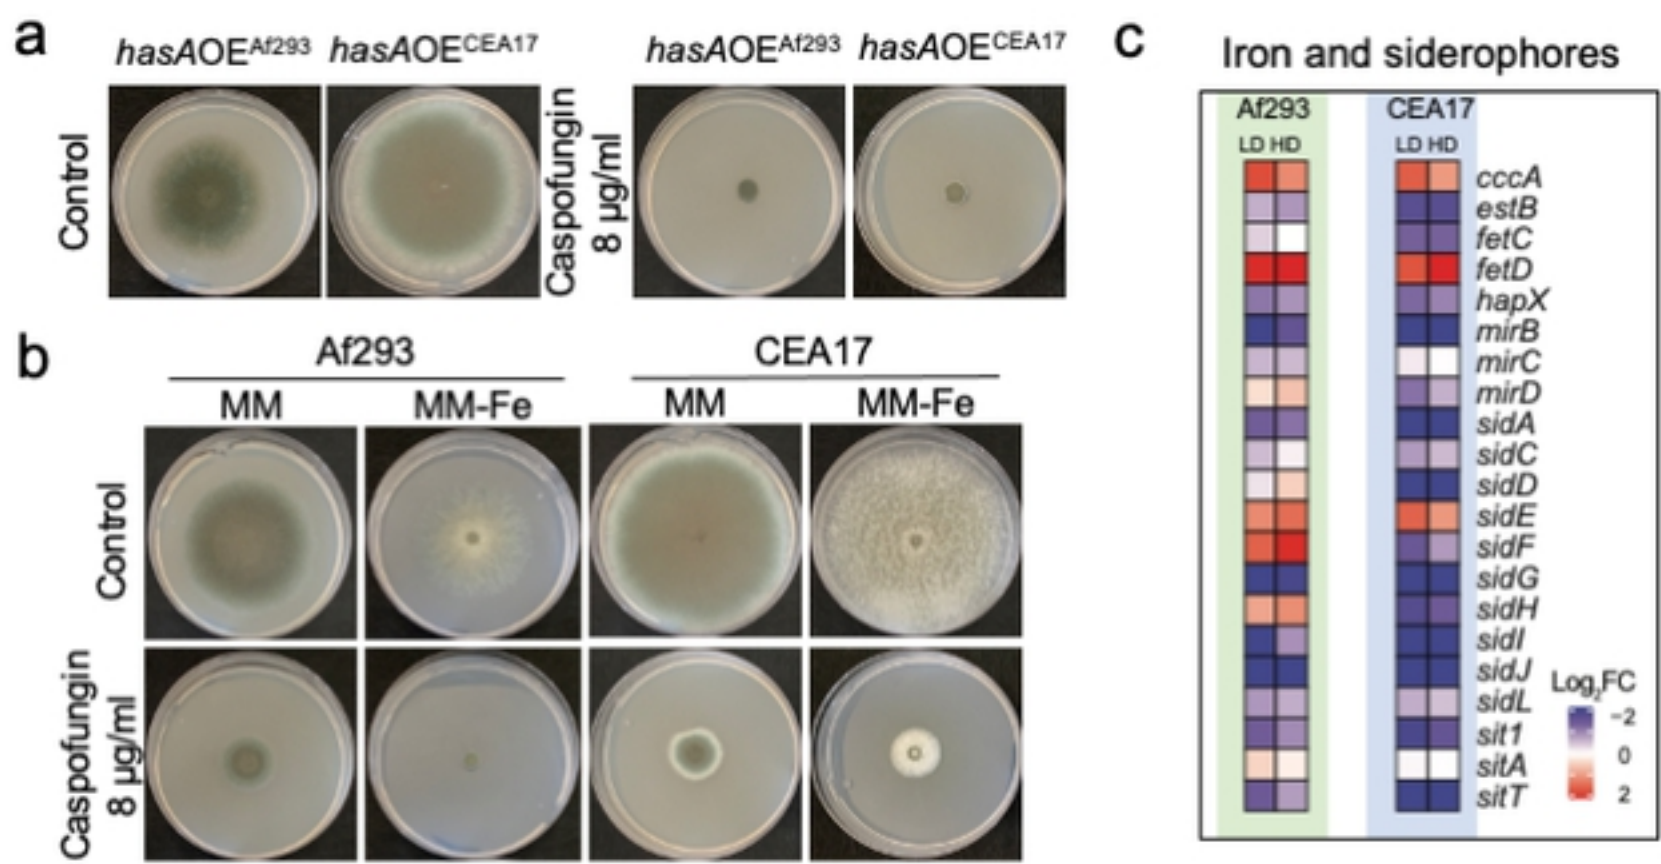 a
hasAOE^Af293 hasAOE^CEA17
hasAOE^Af293 hasAOE^CEA17
Control
Caspofungin
8 µg/ml
b
Af293
CEA17
MM
MM-Fe
MM
MM-Fe
Control
Caspofungin
8 µg/ml
c
Iron and siderophores
Af293
CEA17
LD HD
LD HD
cccA
estB
fetC
fetD
hapX
mirB
mirC
mirD
sidA
sidC
sidD
sidE
sidF
sidG
sidH
sidI
sidJ
sidL
sit1
sitA
sitT
Log₂FC
−2
0
2